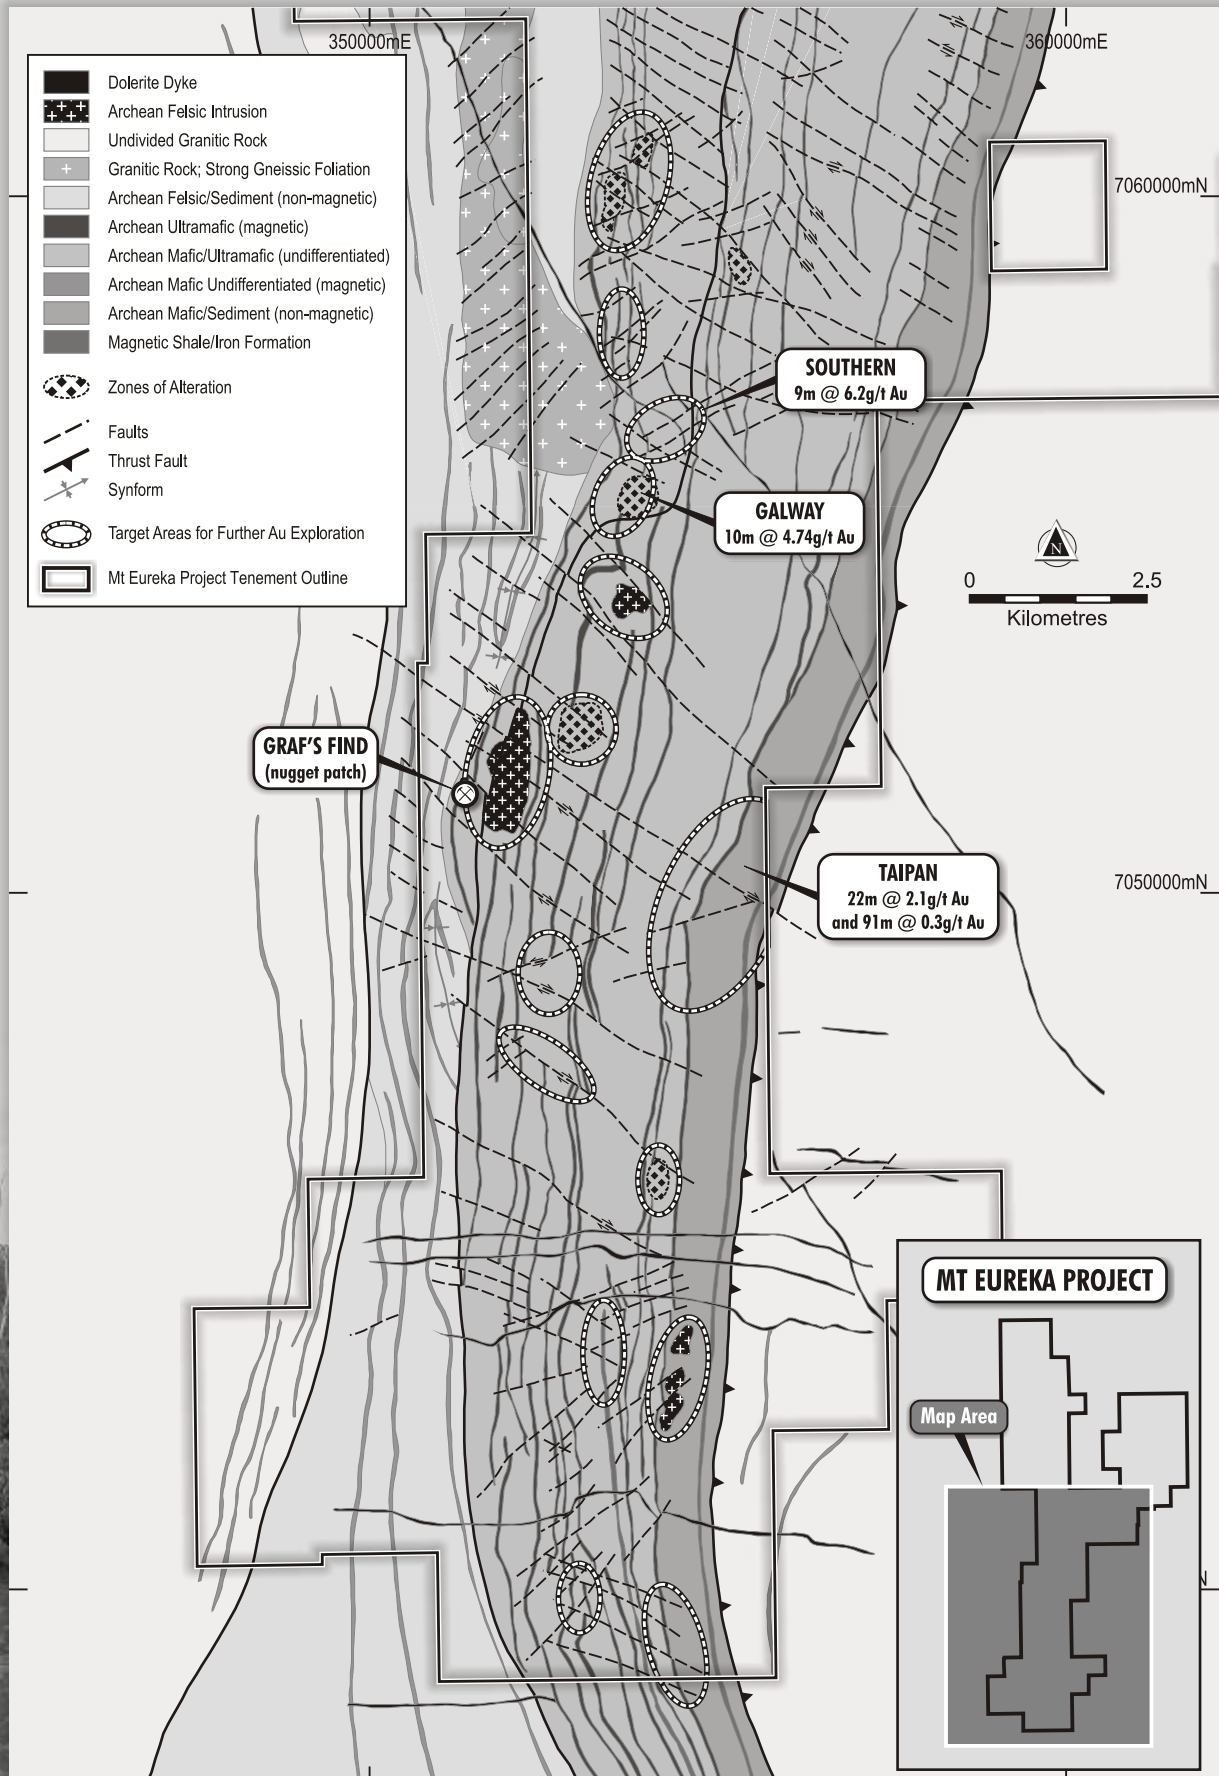 350000mE
360000mE
Dolerite Dyke
Archean Felsic Intrusion
Undivided Granitic Rock
Granitic Rock; Strong Gneissic Foliation
Archean Felsic/Sediment (non-magnetic)
Archean Ultramafic (magnetic)
Archean Mafic/Ultramafic (undifferentiated)
Archean Mafic Undifferentiated (magnetic)
Archean Mafic/Sediment (non-magnetic)
Magnetic Shale/Iron Formation
Zones of Alteration
Faults
Thrust Fault
Synform
Target Areas for Further Au Exploration
Mt Eureka Project Tenement Outline
7060000mN
SOUTHERN
9m @ 6.2g/t Au
GALWAY
10m @ 4.74g/t Au
N
0 2.5
Kilometres
GRAF'S FIND
(nugget patch)
TAIPAN
22m @ 2.1g/t Au
and 91m @ 0.3g/t Au
7050000mN
MT EUREKA PROJECT
Map Area
N